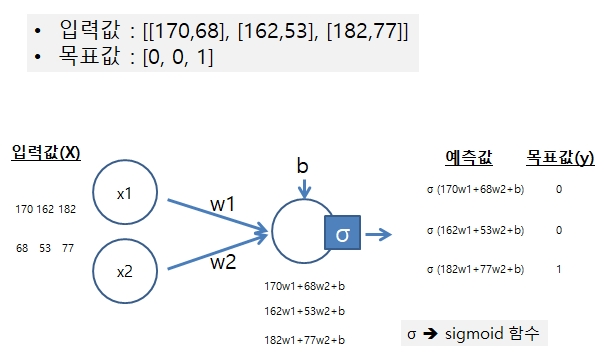 • 입력값 : [[170,68], [162,53], [182,77]]
• 목표값 : [0, 0, 1]
입력값(X)
170 162 182
68 53 77
x1
x2
w1
w2
b
σ
170w1+68w2+b
162w1+53w2+b
182w1+77w2+b
예측값 목표값(y)
σ (170w1+68w2+b) 0
σ (162w1+53w2+b) 0
σ (182w1+77w2+b) 1
σ ➔ sigmoid 함수